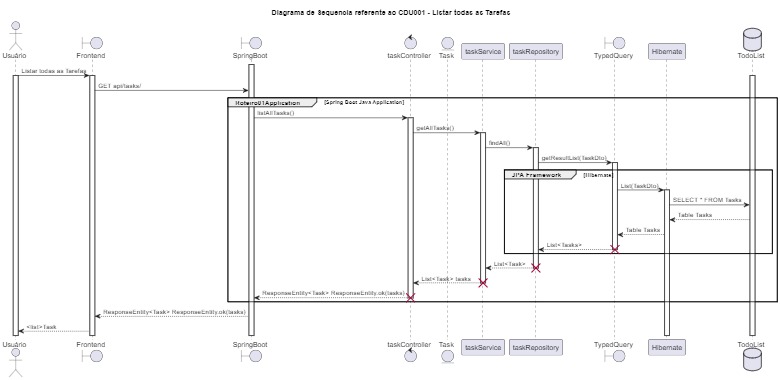 Diagrama de Sequencia referente ao CDU001 - Listar todas as Tarefas
Usuário Frontend SpringBoot taskController Task taskService taskRepository TypedQuery Hibernate TodoList
Listar todas as Tarefas
GET api/tasks/
Roteiro01Application [Spring Boot Java Application]
listAllTasks()
getAllTasks()
findAll()
getResultList(TaskDto)
JPA Framework [Hibernate]
List(TaskDto)
SELECT * FROM Tasks
Table Tasks
Table Tasks
List<Tasks>
List<Task>
List<Task> tasks
ResponseEntity<Task> ResponseEntity.ok(tasks)
ResponseEntity<Task> ResponseEntity.ok(tasks)
<list>Task
Usuário Frontend SpringBoot taskController Task taskService taskRepository TypedQuery Hibernate TodoList